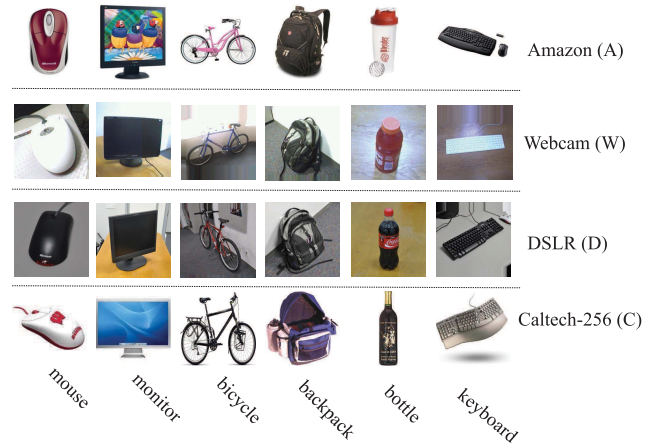 Amazon (A)
Webcam (W)
DSLR (D)
Caltech-256 (C)
mouse
monitor
bicycle
backpack
bottle
keyboard